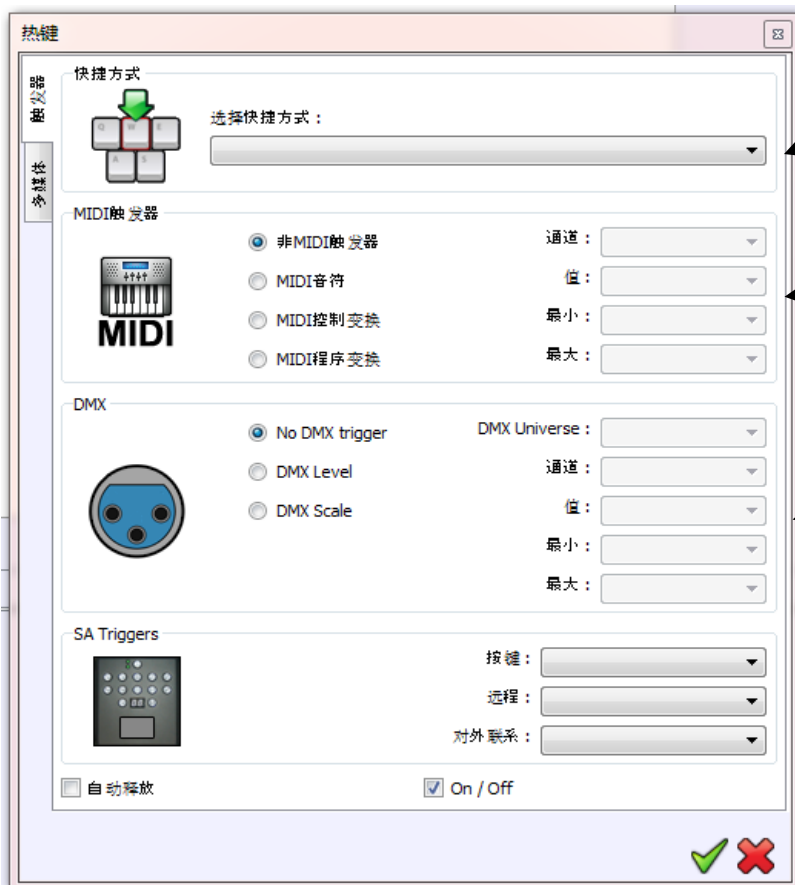 热键
触发器
多媒体
快捷方式
Q W E
A S
选择快捷方式：
MIDI触发器
MIDI
非MIDI触发器
通道：
MIDI音符
值：
MIDI控制变换
最小：
MIDI程序变换
最大：
DMX
No DMX trigger
DMX Universe：
DMX Level
通道：
DMX Scale
值：
最小：
最大：
SA Triggers
按键：
远程：
对外联系：
自动释放
On / Off